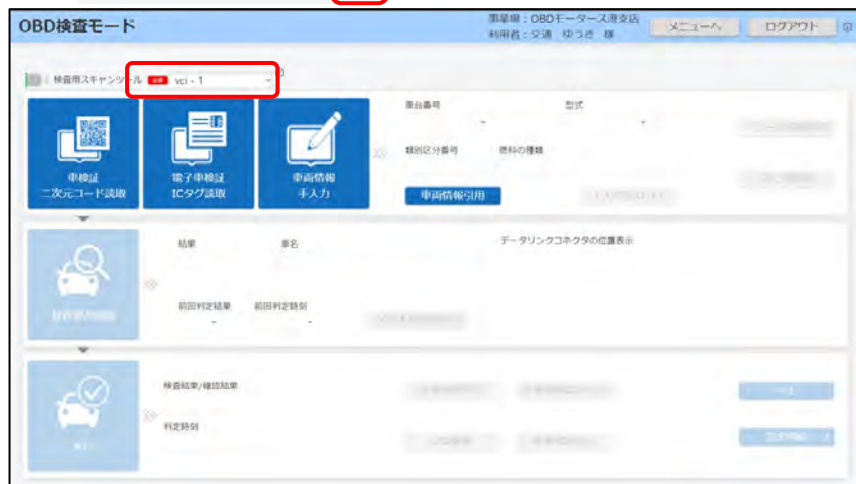 OBD検査モード
事業場：OBDモータース港支店
利用者：交通 ゆうき 様
メニューへ
ログアウト
検査用スキャンツール 必須 vci - 1
車検証
二次元コード読取
電子車検証
ICタグ読取
車両情報
手入力
車台番号
-
型式
-
類別区分番号
燃料の種類
車両情報引用
結果
車名
データリンクコネクタの位置表示
前回判定結果
-
前回判定時刻
-
検査結果/確認結果
判定時刻